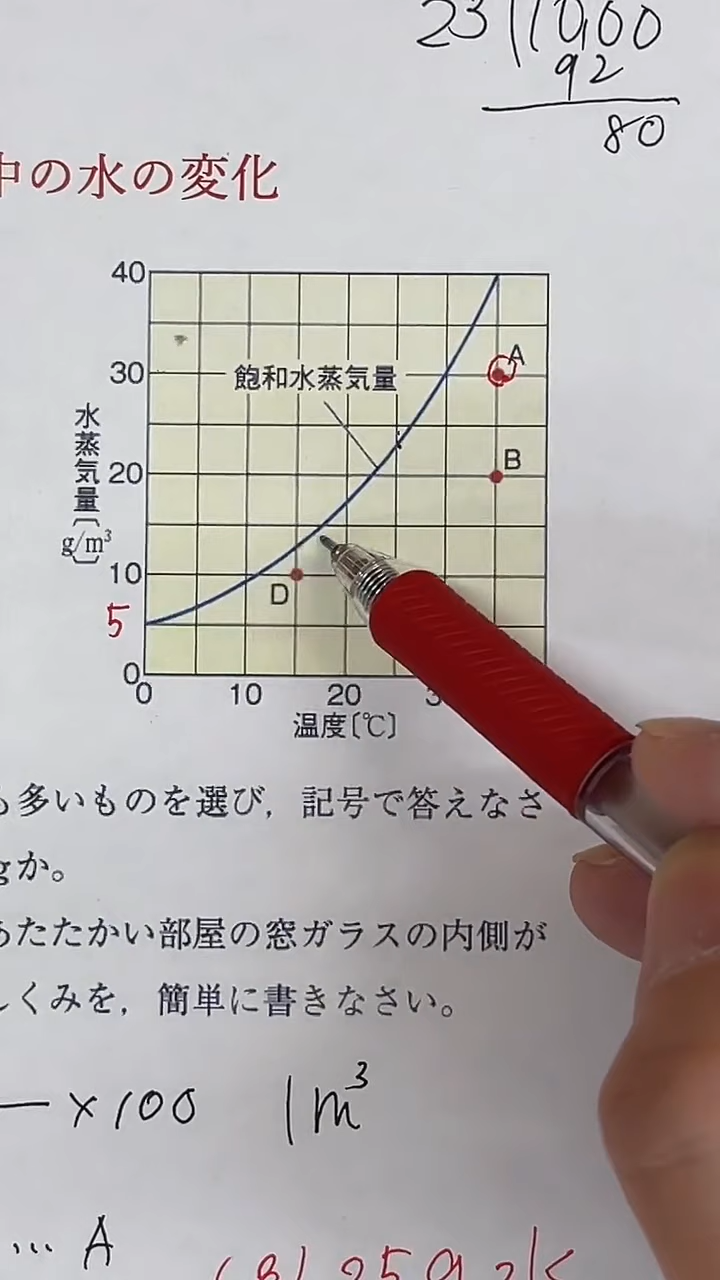 23 10,00
92
80
中の水の変化
40
30
20
10
5
0
水蒸気量
[g/m³]
飽和水蒸気量
A
B
D
0 10 20 3
温度[℃]
も多いものを選び，記号で答えなさ
gか。
あたたかい部屋の窓ガラスの内側が
しくみを，簡単に書きなさい。
― ×100 1m³
… A